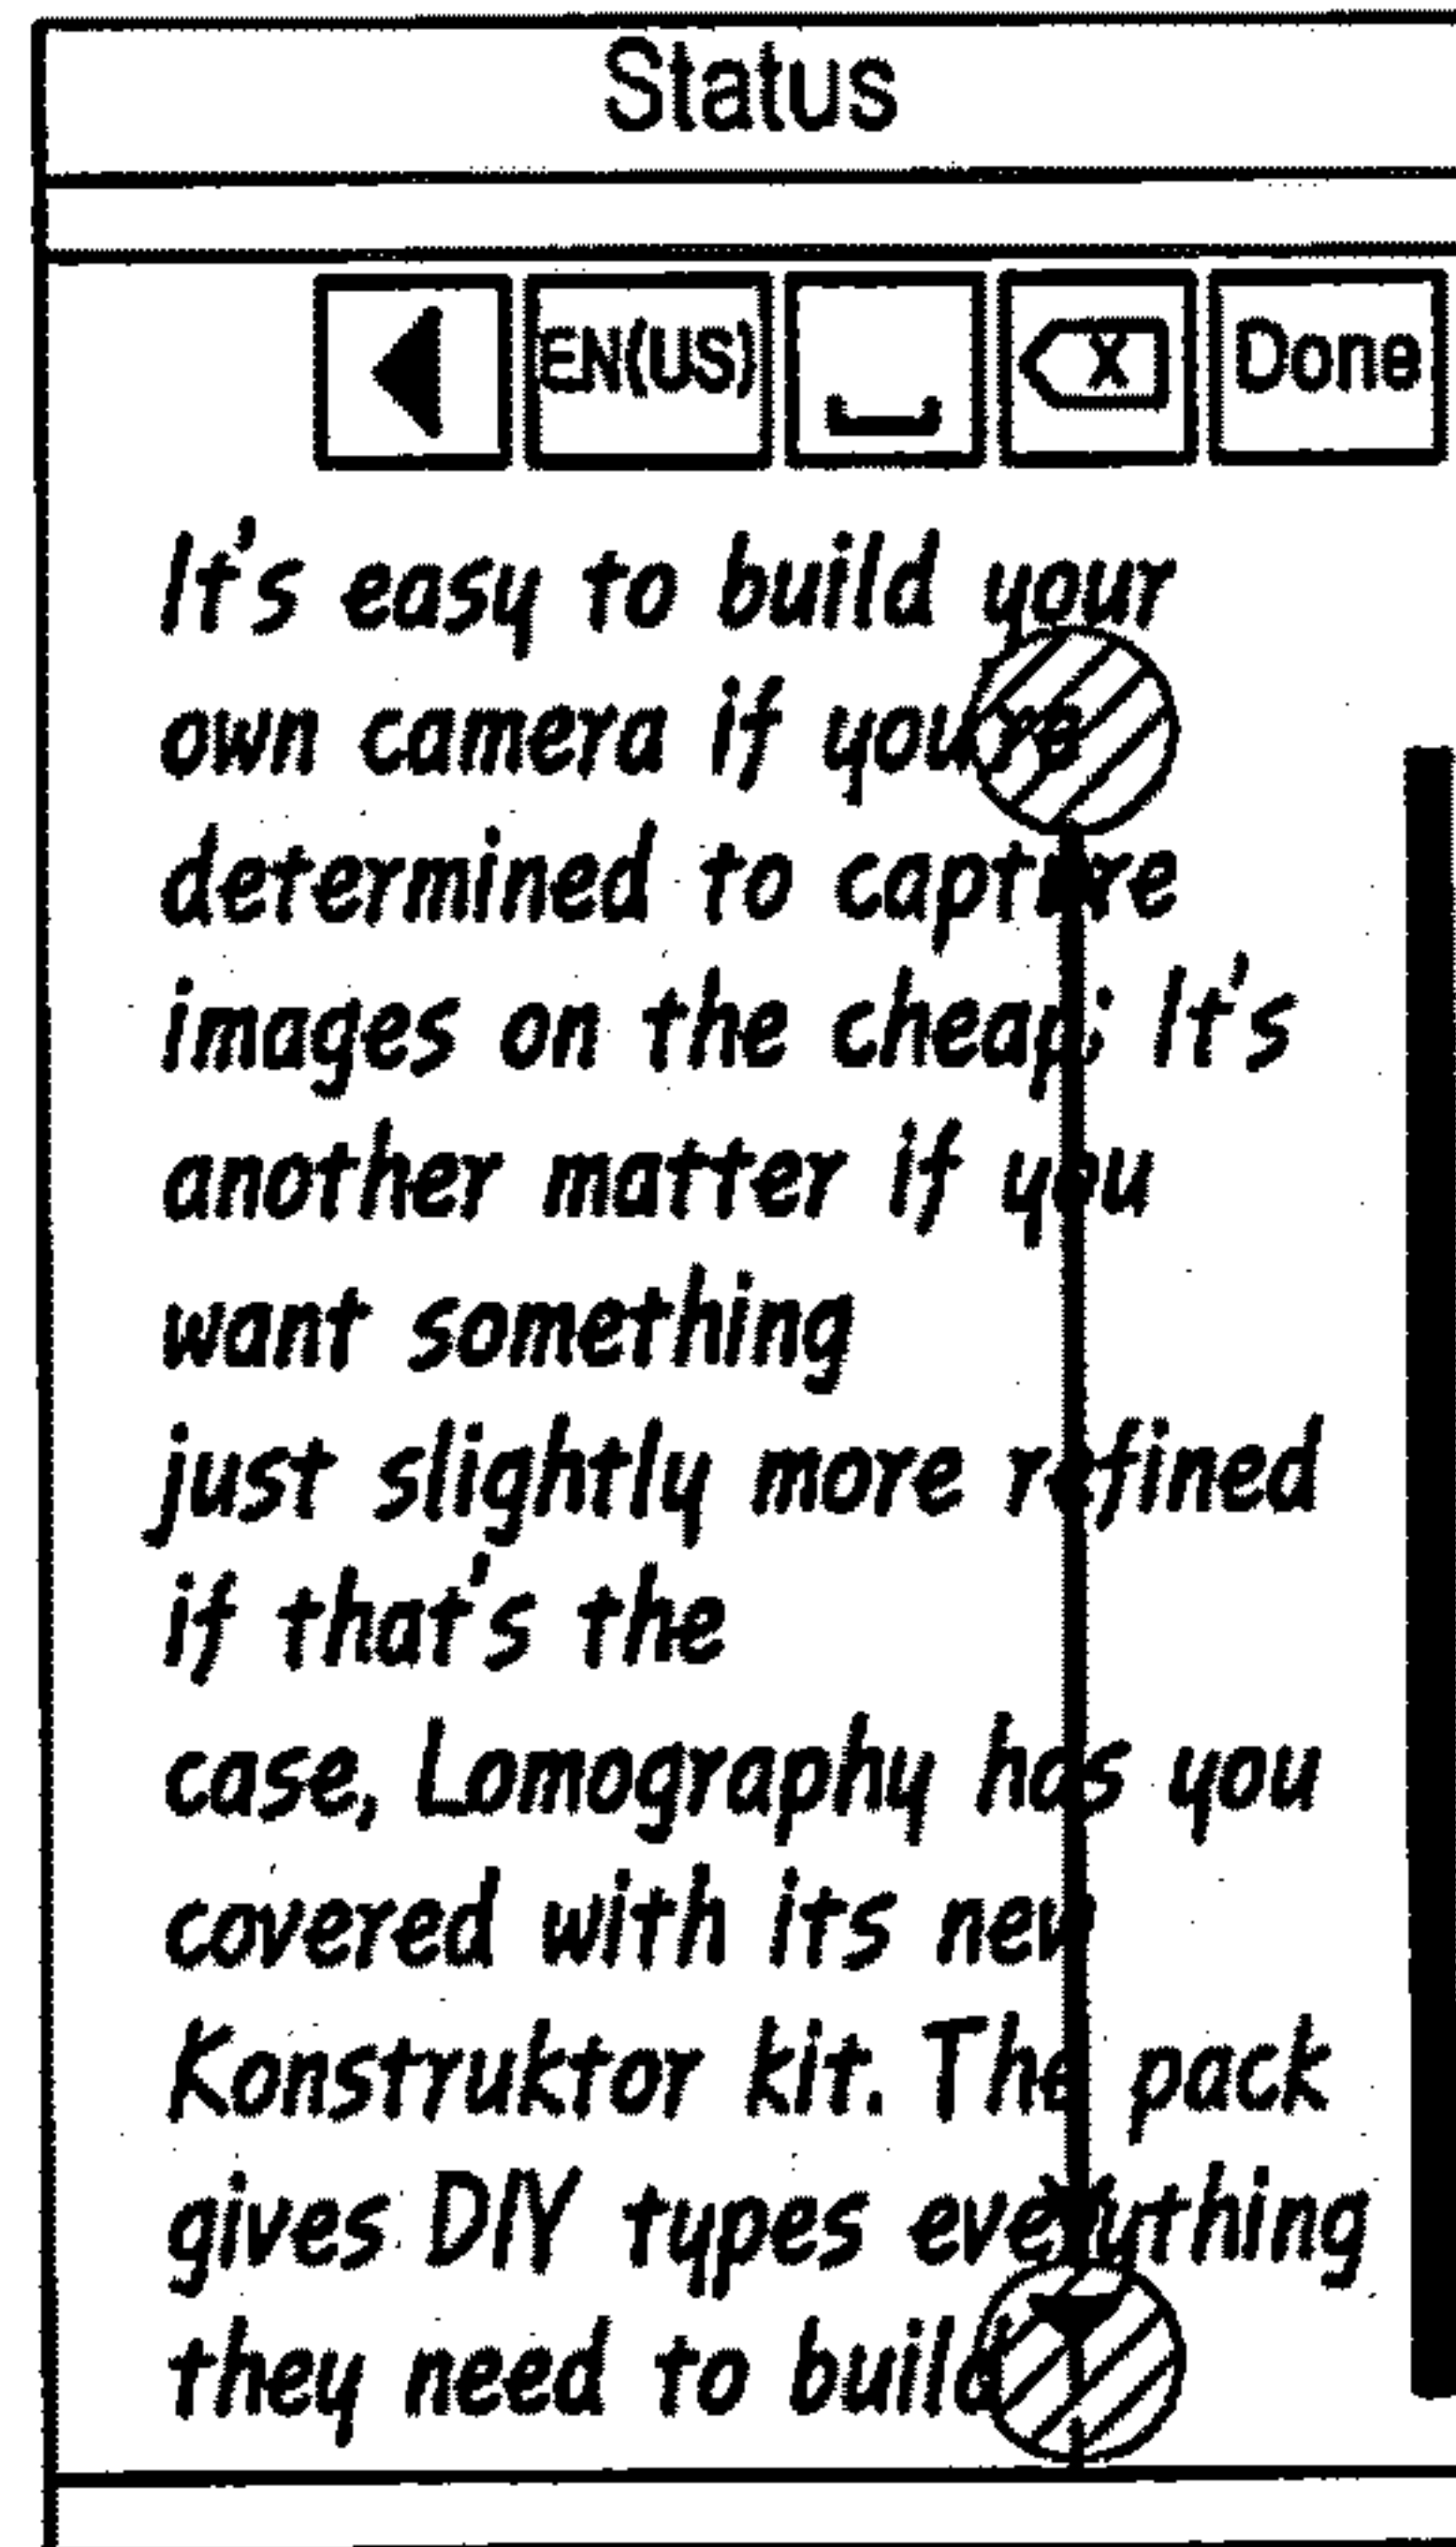 Status
EN(US) X Done
It's easy to build your
own camera if you're
determined to capture
images on the cheap; It's
another matter if you
want something
just slightly more refined
if that's the
case, Lomography has you
covered with its new
Konstruktor kit. The pack
gives DIY types everything
they need to build